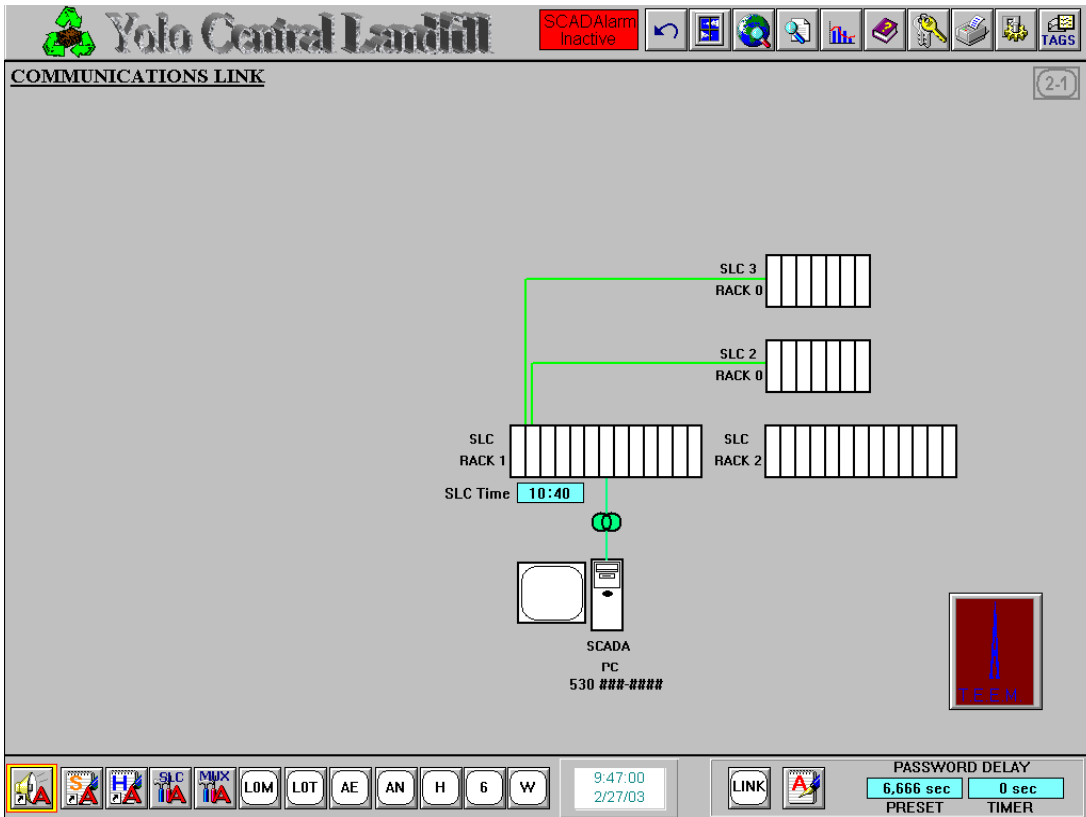 Yolo Central Landfill
SCADAlarm
Inactive
TAGS
COMMUNICATIONS LINK
2-1
SLC 3
RACK 0
SLC 2
RACK 0
SLC
RACK 1
SLC
RACK 2
SLC Time 10:40
SCADA
PC
530 ###-####
T.E.E.M.
A
S A
H A
SLC A
MUX A
LOM
LOT
AE
AN
H
6
W
9:47:00
2/27/03
LINK
A
PASSWORD DELAY
6,666 sec 0 sec
PRESET TIMER